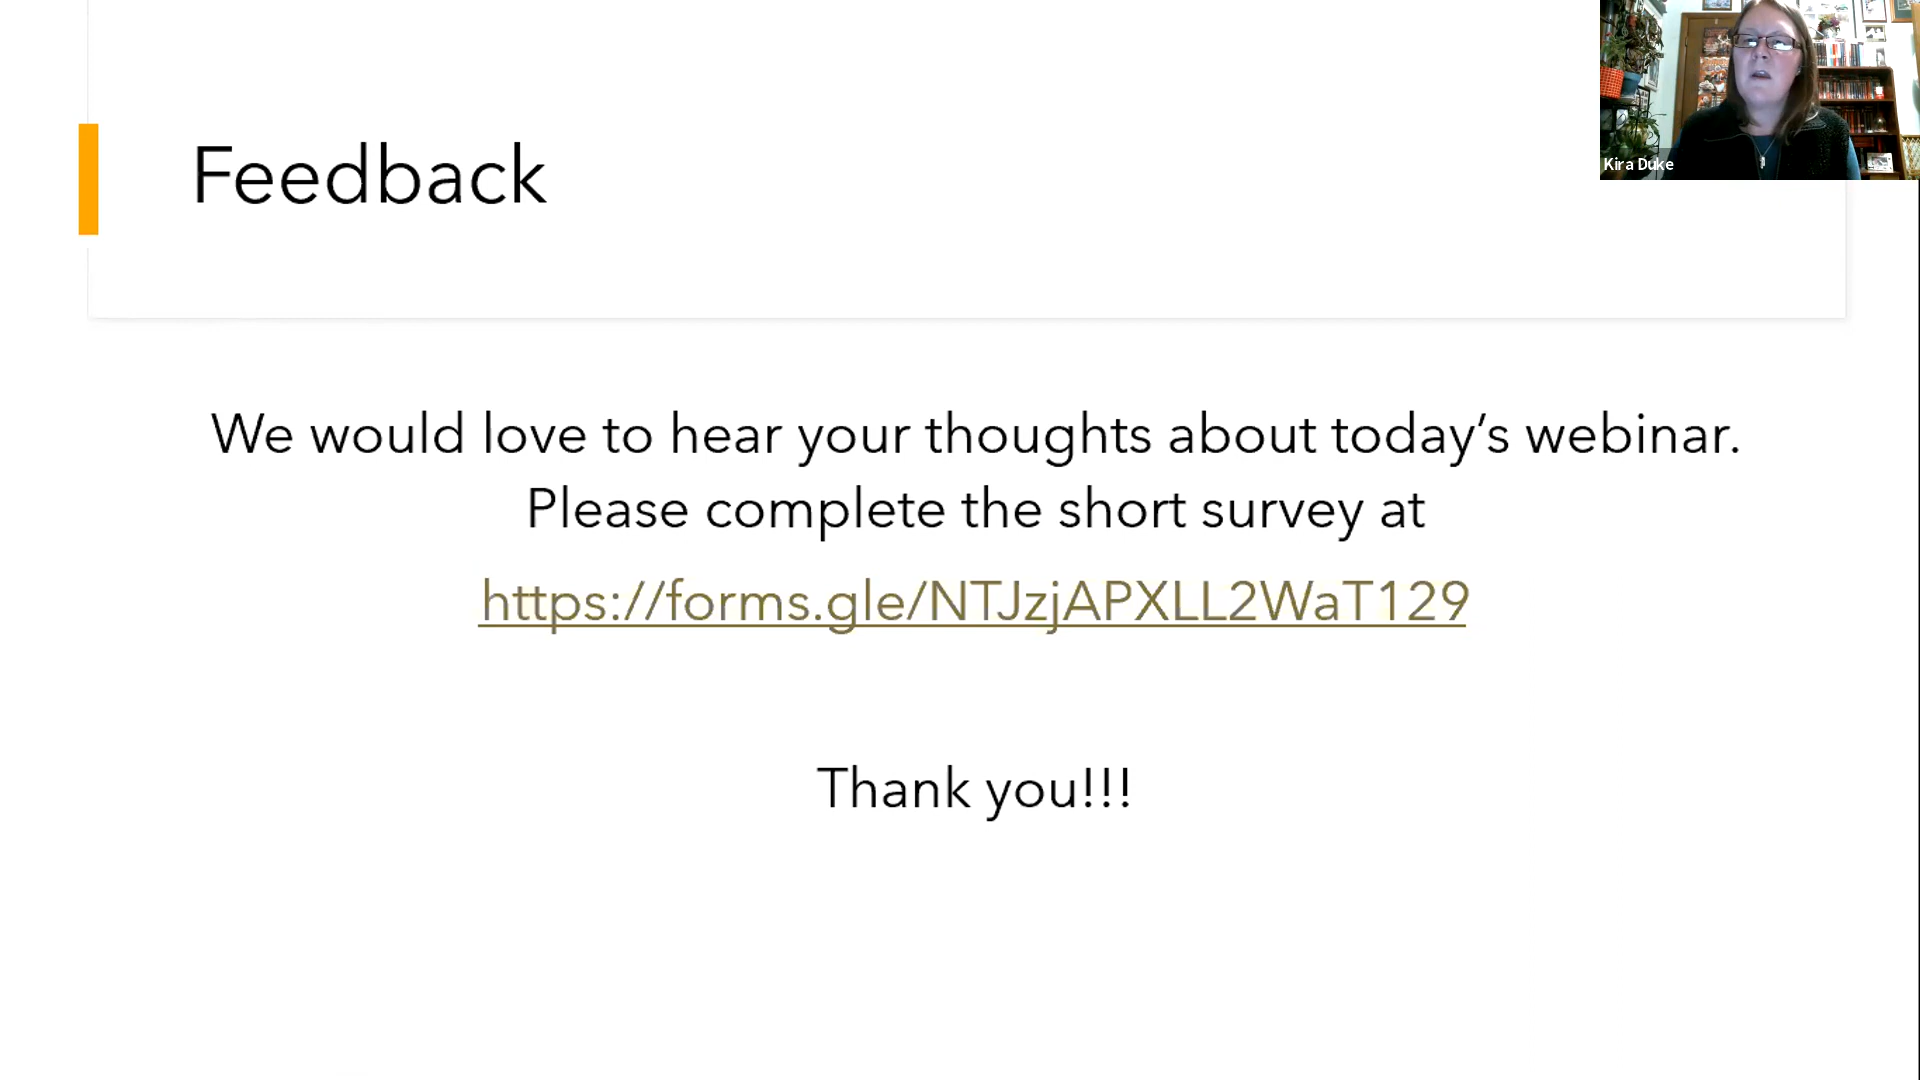 Feedback
Kira Duke
We would love to hear your thoughts about today’s webinar.
Please complete the short survey at
https://forms.gle/NTJzjAPXLL2WaT129
Thank you!!!